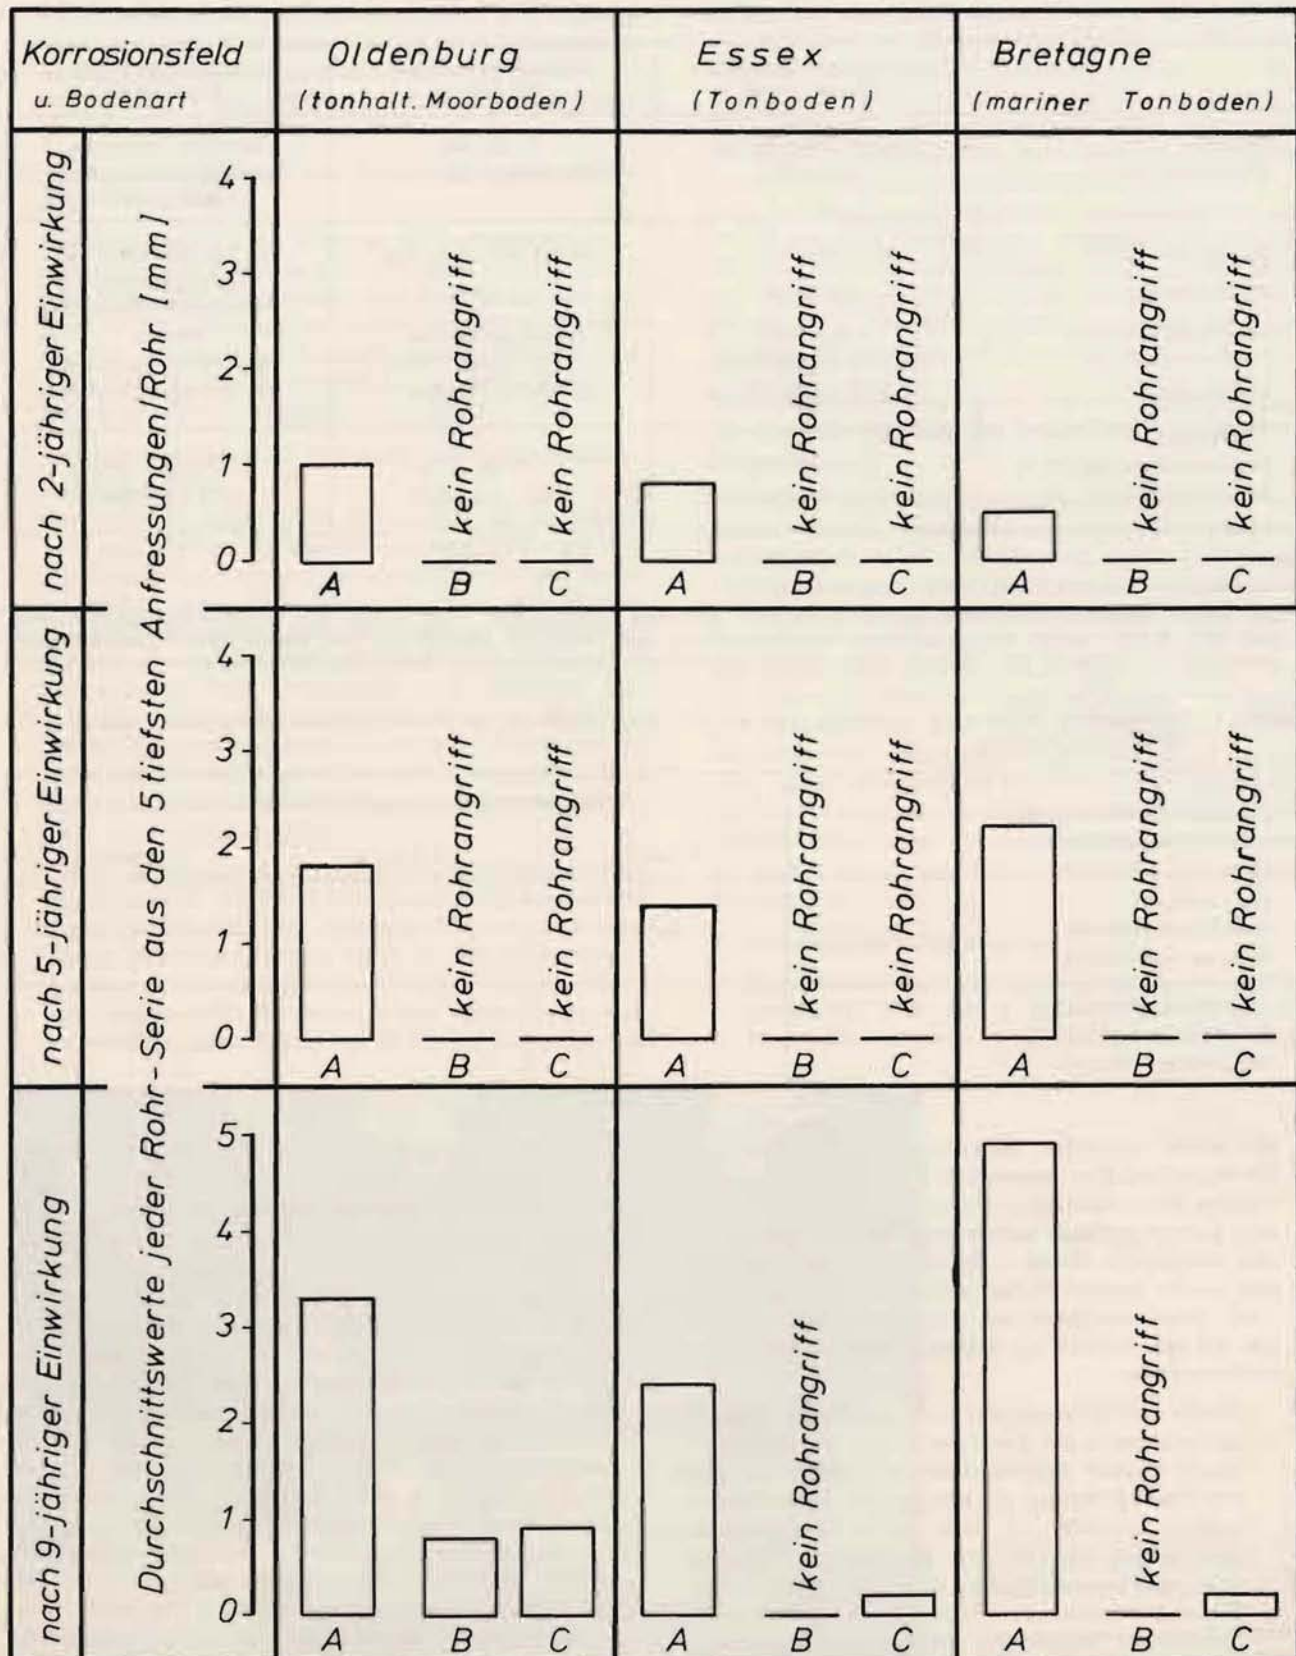 Korrosionsfeld
u. Bodenart
Oldenburg
(tonhalt. Moorboden)
Essex
(Tonboden)
Bretagne
(mariner Tonboden)
Durchschnittswerte jeder Rohr-Serie aus den 5 tiefsten Anfressungen/Rohr [mm]
nach 2-jähriger Einwirkung
4
3
2
1
0
A
kein Rohrangriff
B
kein Rohrangriff
C
A
kein Rohrangriff
B
kein Rohrangriff
C
A
kein Rohrangriff
B
kein Rohrangriff
C
nach 5-jähriger Einwirkung
4
3
2
1
0
A
kein Rohrangriff
B
kein Rohrangriff
C
A
kein Rohrangriff
B
kein Rohrangriff
C
A
kein Rohrangriff
B
kein Rohrangriff
C
nach 9-jähriger Einwirkung
5
4
3
2
1
0
A
B
C
A
kein Rohrangriff
B
C
A
kein Rohrangriff
B
C